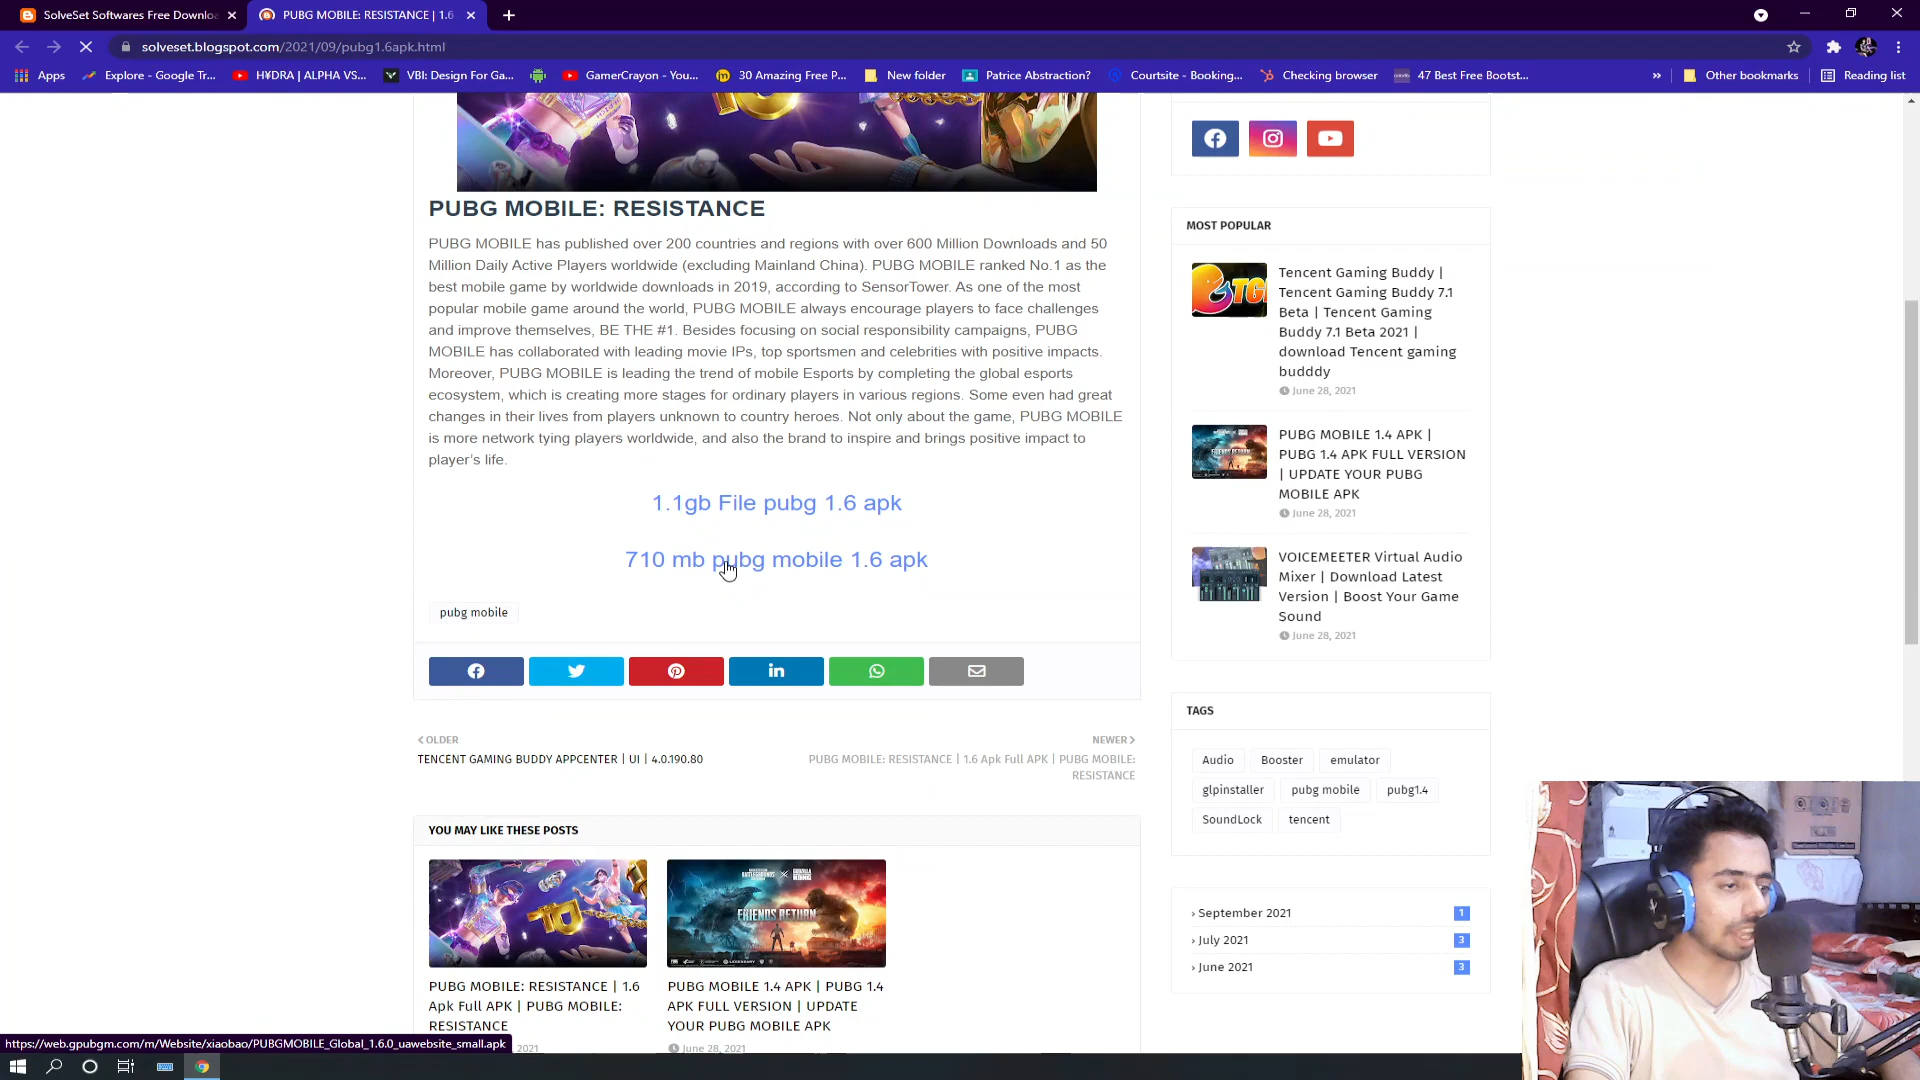 SolveSet Softwares Free Downloa
PUBG MOBILE: RESISTANCE | 1.6
solveset.blogspot.com/2021/09/pubg1.6apk.html
Apps
Explore - Google Tr...
H¥DRA | ALPHA VS...
VBI: Design For Ga...
GamerCrayon - You...
30 Amazing Free P...
New folder
Patrice Abstraction?
Courtsite - Booking,...
Checking browser
47 Best Free Bootst...
»
Other bookmarks
Reading list
PUBG MOBILE: RESISTANCE
PUBG MOBILE has published over 200 countries and regions with over 600 Million Downloads and 50
Million Daily Active Players worldwide (excluding Mainland China). PUBG MOBILE ranked No.1 as the
best mobile game by worldwide downloads in 2019, according to SensorTower. As one of the most
popular mobile game around the world, PUBG MOBILE always encourage players to face challenges
and improve themselves, BE THE #1. Besides focusing on social responsibility campaigns, PUBG
MOBILE has collaborated with leading movie IPs, top sportsmen and celebrities with positive impacts.
Moreover, PUBG MOBILE is leading the trend of mobile Esports by completing the global esports
ecosystem, which is creating more stages for ordinary players in various regions. Some even had great
changes in their lives from players unknown to country heroes. Not only about the game, PUBG MOBILE
is more network tying players worldwide, and also the brand to inspire and brings positive impact to
player's life.
1.1gb File pubg 1.6 apk
710 mb pubg mobile 1.6 apk
pubg mobile
< OLDER
TENCENT GAMING BUDDY APPCENTER | UI | 4.0.190.80
NEWER >
PUBG MOBILE: RESISTANCE | 1.6 Apk Full APK | PUBG MOBILE:
RESISTANCE
YOU MAY LIKE THESE POSTS
FRIENDS RETURN
PUBG MOBILE: RESISTANCE | 1.6
Apk Full APK | PUBG MOBILE:
RESISTANCE
2021
PUBG MOBILE 1.4 APK | PUBG 1.4
APK FULL VERSION | UPDATE
YOUR PUBG MOBILE APK
June 28, 2021
MOST POPULAR
TG
Tencent Gaming Buddy |
Tencent Gaming Buddy 7.1
Beta | Tencent Gaming
Buddy 7.1 Beta 2021 |
download Tencent gaming
budddy
June 28, 2021
PUBG MOBILE 1.4 APK |
PUBG 1.4 APK FULL VERSION
| UPDATE YOUR PUBG
MOBILE APK
June 28, 2021
VOICEMEETER Virtual Audio
Mixer | Download Latest
Version | Boost Your Game
Sound
June 28, 2021
TAGS
Audio
Booster
emulator
glpinstaller
pubg mobile
pubg1.4
SoundLock
tencent
› September 2021
1
› July 2021
3
› June 2021
3
https://web.gpubgm.com/m/Website/xiaobao/PUBGMOBILE_Global_1.6.0_uawebsite_small.apk